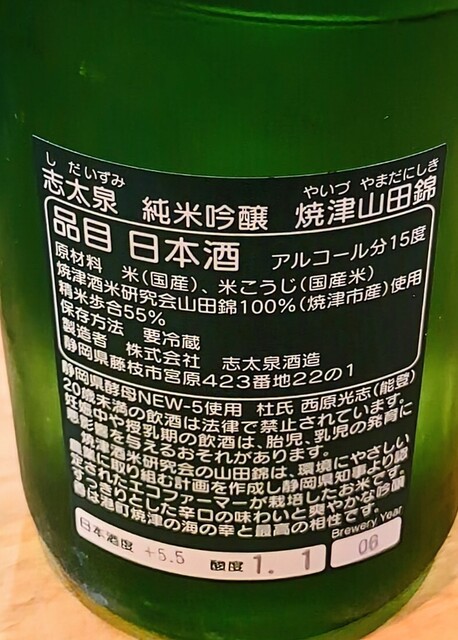 しだいずみ やいづ やまだにしき
志太泉 純米吟醸 焼津山田錦
品目 日本酒 アルコール分15度
原材料 米(国産)、米こうじ(国産米)
焼津酒米研究会山田錦100%(焼津市産)使用
精米歩合55%
保存方法 要冷蔵
製造者 株式会社 志太泉酒造
静岡県藤枝市宮原423番地22の1
静岡県酵母NEW-5使用 杜氏 西原光志(能登)
20歳未満の飲酒は法律で禁止されています。
妊娠中や授乳期の飲酒は、胎児、乳児の発育に
悪影響を与えるおそれがあります。
焼津酒米研究会の山田錦は、環境にやさしい
農業に取り組む計画を作成し静岡県知事より認
定されたエコファーマーが栽培したお米です。
すっきりとした辛口の味わいと爽やかな吟醸
香は港町焼津の海の幸と最高の相性です。
Brewery Year
日本酒度 +5.5 酸度 1.1 06